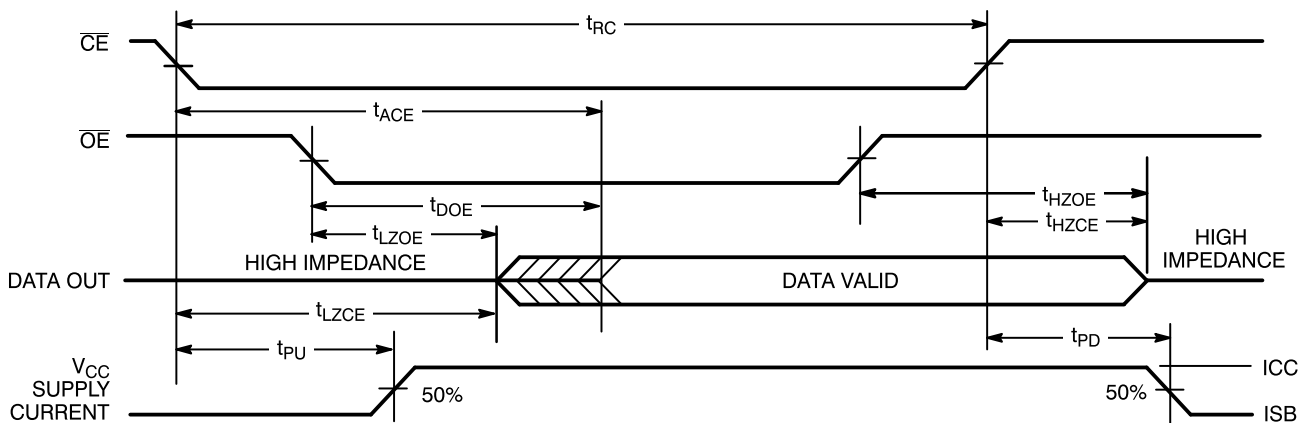 tRC
CE
tACE
OE
tDOE
tHZOE
tLZOE
tHZCE
HIGH IMPEDANCE
HIGH
IMPEDANCE
DATA OUT
DATA VALID
tLZCE
tPU
tPD
VCC
SUPPLY
CURRENT
50%
50%
ICC
ISB